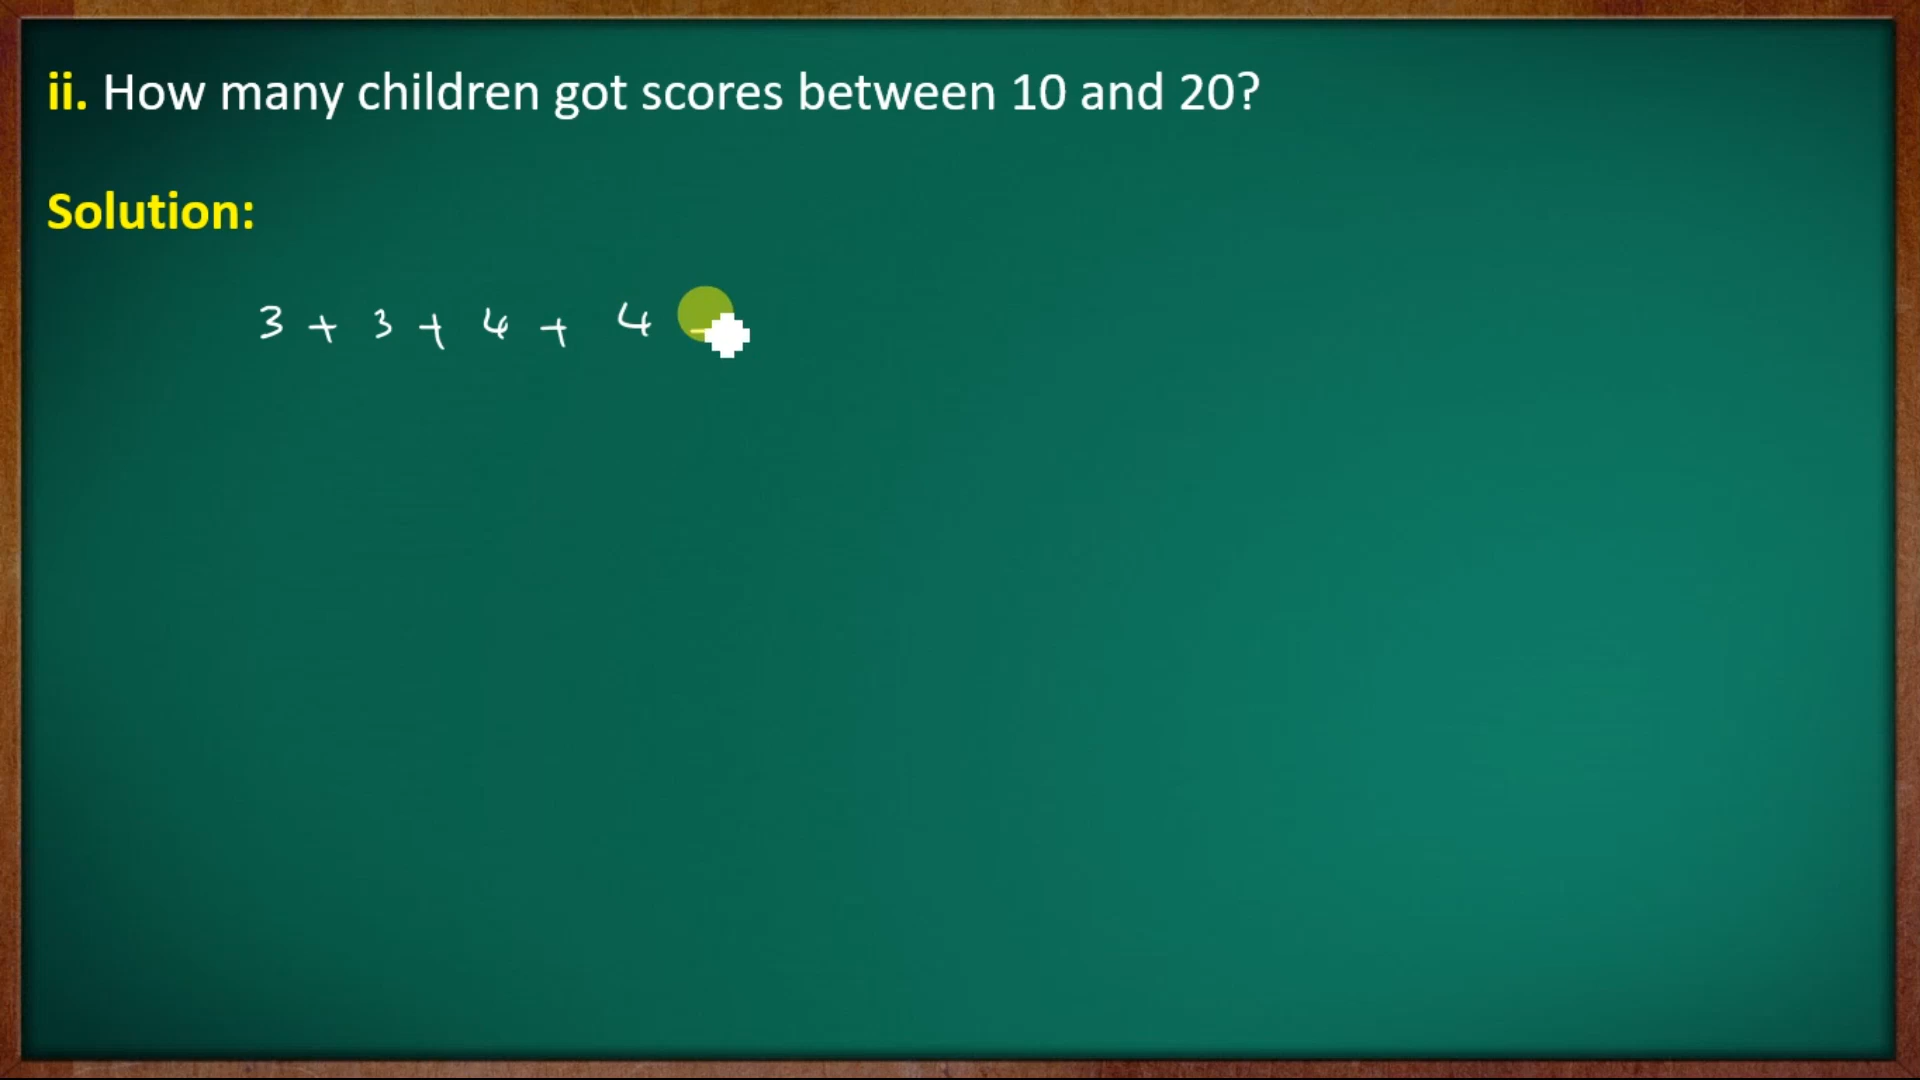 ii. How many children got scores between 10 and 20?
Solution:
3 + 3 + 4 + 4